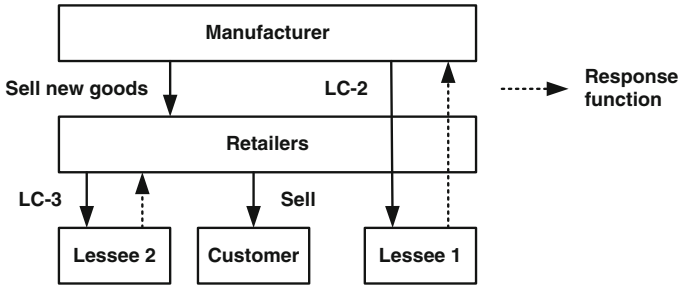 Manufacturer
Sell new goods
LC-2
Response
function
Retailers
LC-3
Sell
Lessee 2
Customer
Lessee 1